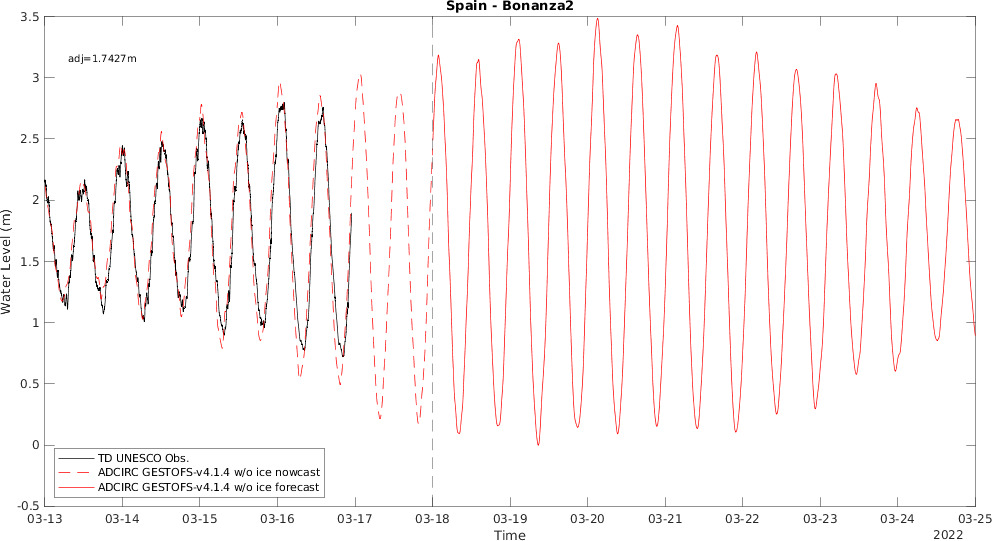 Spain - Bonanza2
adj=1.7427m
3.5
3
2.5
2
1.5
1
0.5
0
-0.5
Water Level (m)
TD UNESCO Obs.
ADCIRC GESTOFS-v4.1.4 w/o ice nowcast
ADCIRC GESTOFS-v4.1.4 w/o ice forecast
03-13 03-14 03-15 03-16 03-17 03-18 03-19 03-20 03-21 03-22 03-23 03-24 03-25
Time
2022